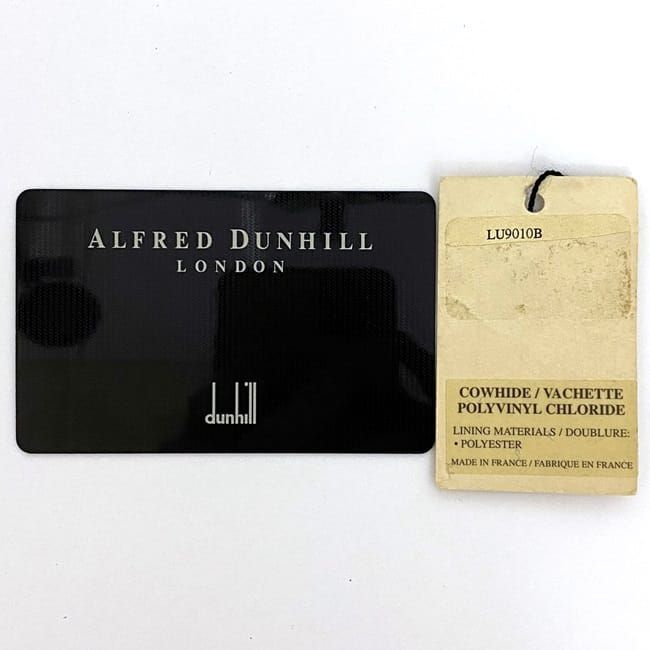 ALFRED DUNHILL
LONDON
dunhill
LU9010B
COWHIDE / VACHETTE
POLYVINYL CHLORIDE
LINING MATERIALS / DOUBLURE:
• POLYESTER
MADE IN FRANCE / FABRIQUE EN FRANCE